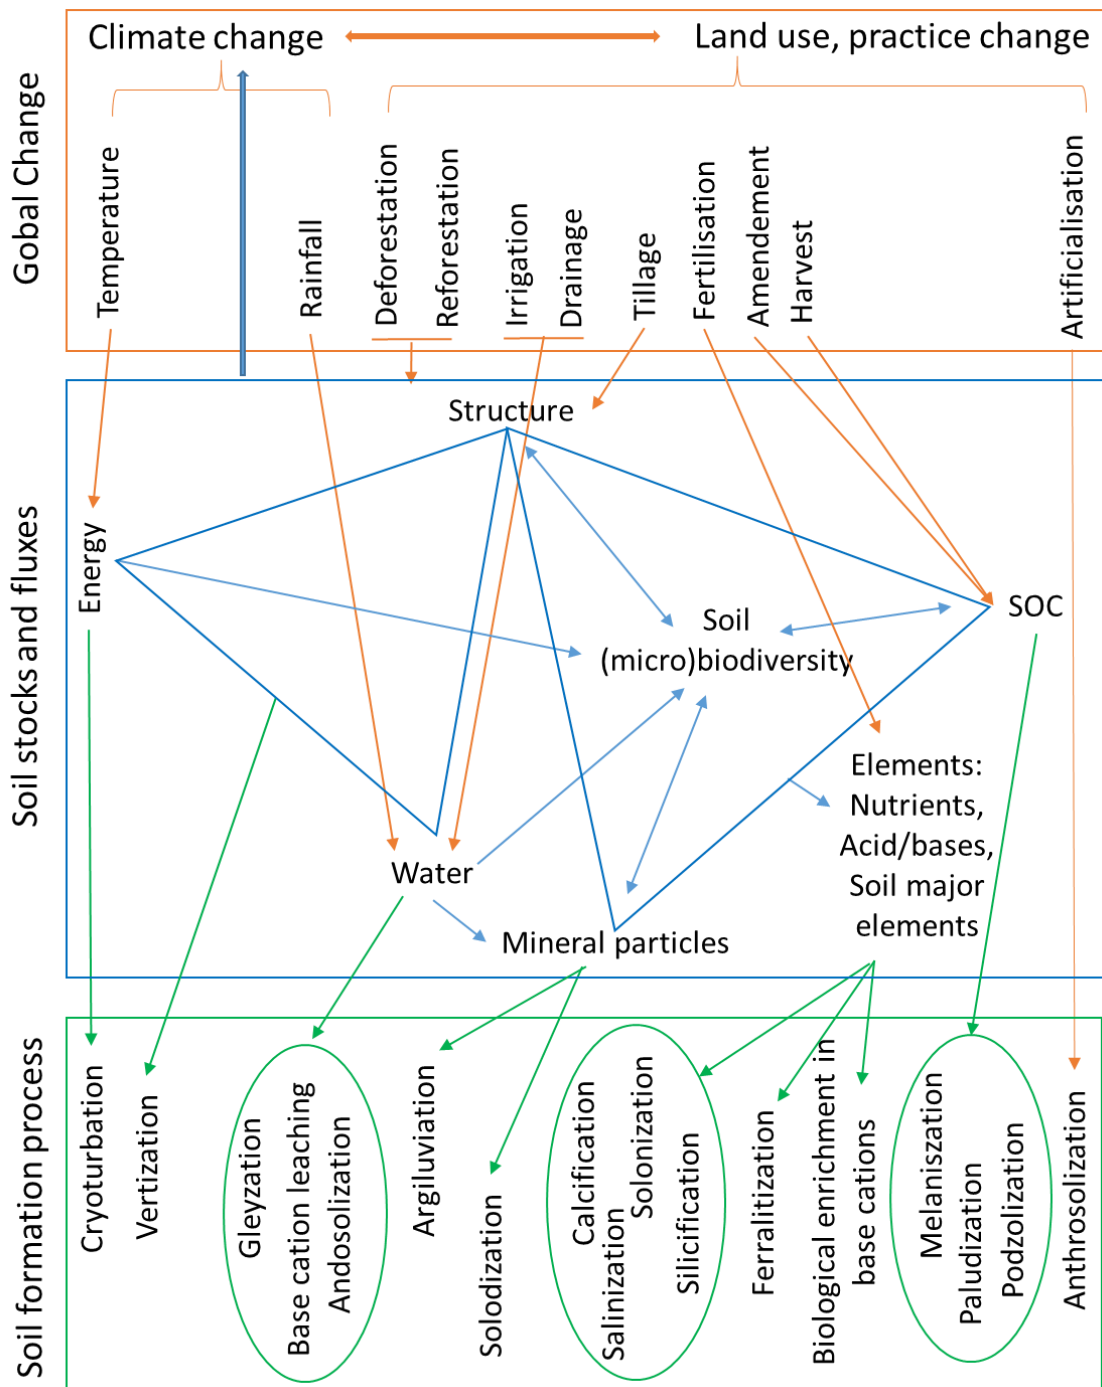 Climate change
Land use, practice change
Gobal Change
Temperature
Rainfall
Deforestation
Reforestation
Irrigation
Drainage
Tillage
Fertilisation
Amendement
Harvest
Artificialisation
Soil stocks and fluxes
Structure
Energy
Soil
(micro)biodiversity
SOC
Elements:
Nutrients,
Acid/bases,
Soil major
elements
Water
Mineral particles
Soil formation process
Cryoturbation
Vertization
Gleyzation
Base cation leaching
Andosolization
Argiluviation
Solodization
Calcification
Salinization
Solonization
Silicification
Ferralitization
Biological enrichment in
base cations
Melaniszation
Paludization
Podzolization
Anthrosolization